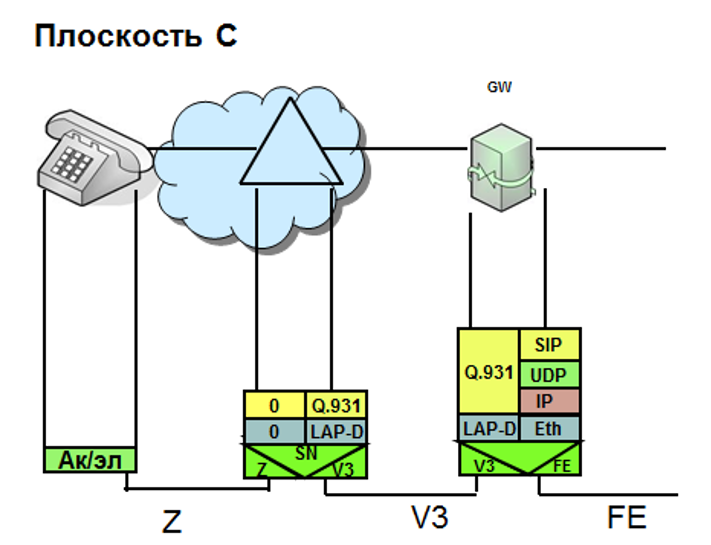 Плоскость С
GW
SIP
Q.931
UDP
IP
LAP-D Eth
V3 FE
0 Q.931
0 LAP-D
SN
Z V3
Ак/эл
Z
V3
FE